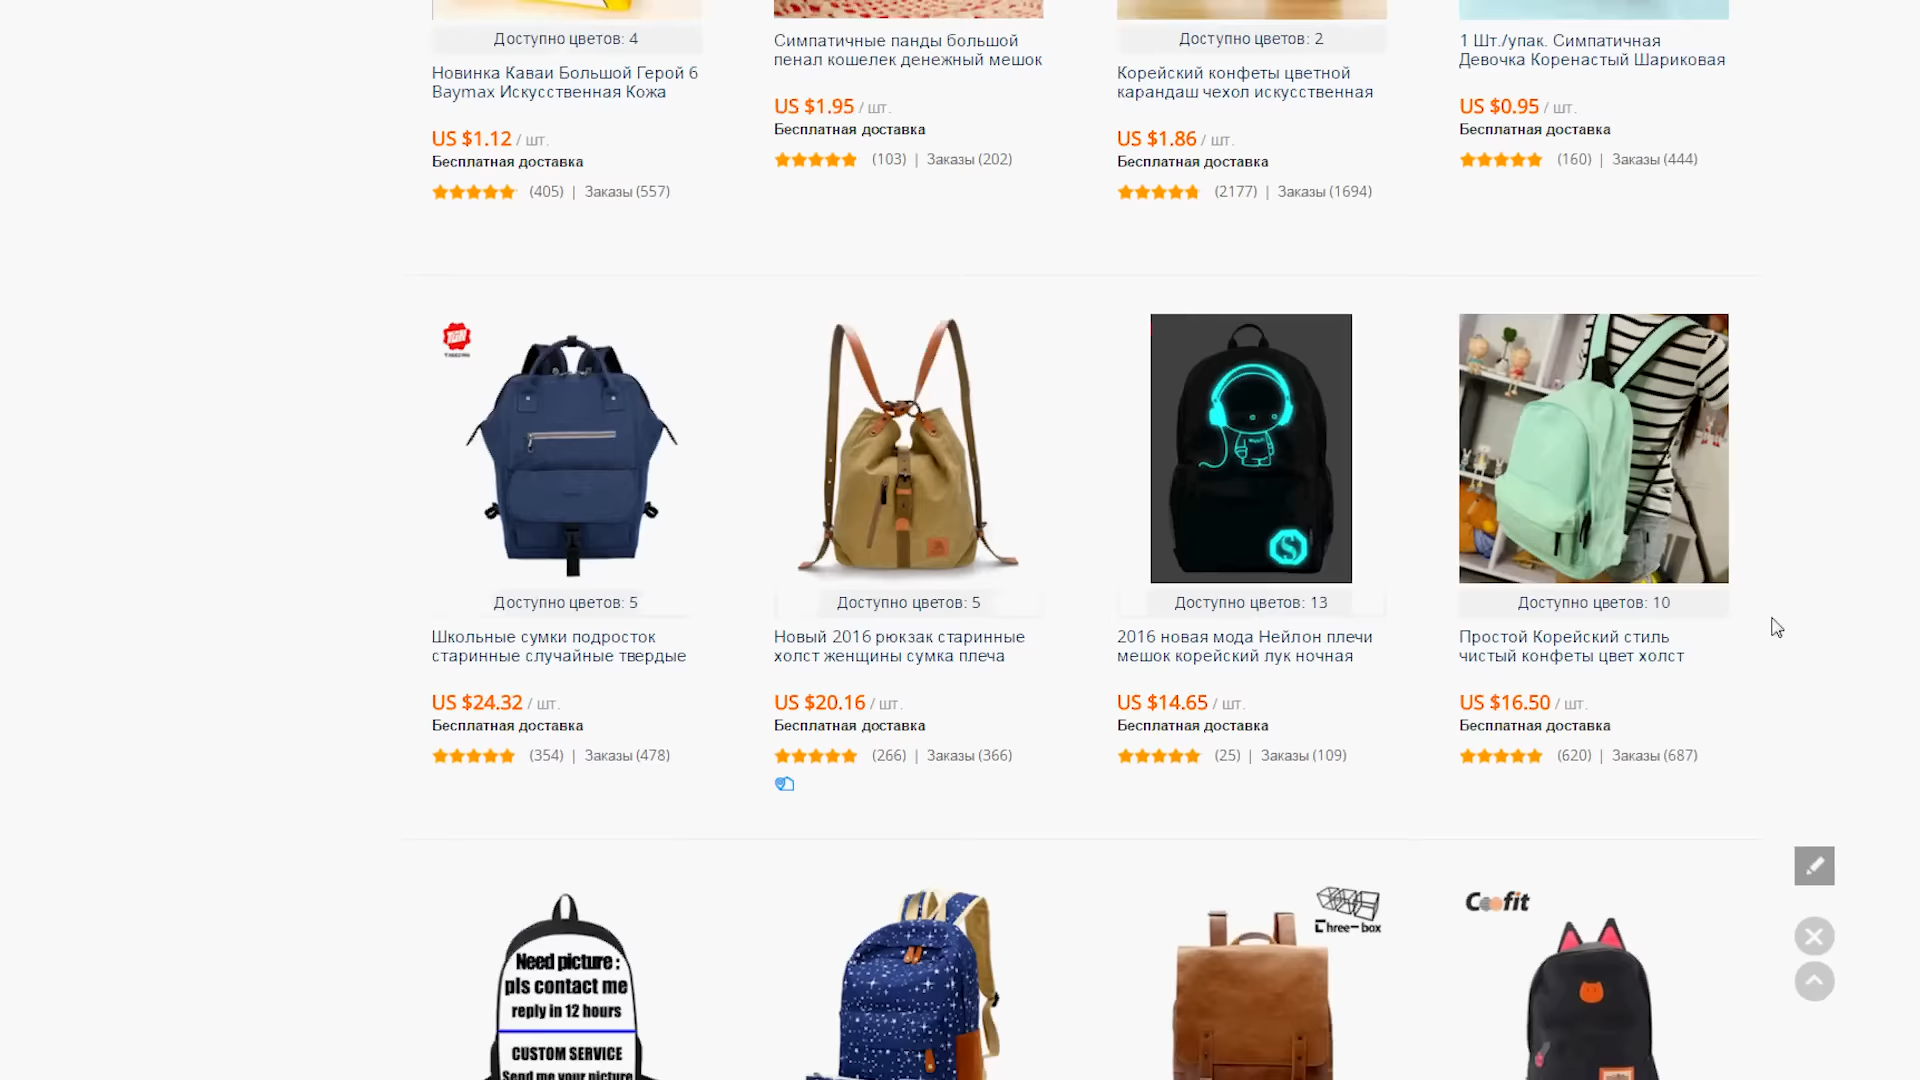 Доступно цветов: 4
Новинка Каваи Большой Герой 6
Baymax Искусственная Кожа
US $1.12 / шт.
Бесплатная доставка
(405) | Заказы (557)
Симпатичные панды большой
пенал кошелек денежный мешок
US $1.95 / шт.
Бесплатная доставка
(103) | Заказы (202)
Доступно цветов: 2
Корейский конфеты цветной
карандаш чехол искусственная
US $1.86 / шт.
Бесплатная доставка
(2177) | Заказы (1694)
1 Шт./упак. Симпатичная
Девочка Коренастый Шариковая
US $0.95 / шт.
Бесплатная доставка
(160) | Заказы (444)
Доступно цветов: 5
Школьные сумки подросток
старинные случайные твердые
US $24.32 / шт.
Бесплатная доставка
(354) | Заказы (478)
Доступно цветов: 5
Новый 2016 рюкзак старинные
холст женщины сумка плеча
US $20.16 / шт.
Бесплатная доставка
(266) | Заказы (366)
S
Доступно цветов: 13
2016 новая мода Нейлон плечи
мешок корейский лук ночная
US $14.65 / шт.
Бесплатная доставка
(25) | Заказы (109)
Доступно цветов: 10
Простой Корейский стиль
чистый конфеты цвет холст
US $16.50 / шт.
Бесплатная доставка
(620) | Заказы (687)
Need picture :
pls contact me
reply in 12 hours
CUSTOM SERVICE
Send me your picture
Three-box
Coofit